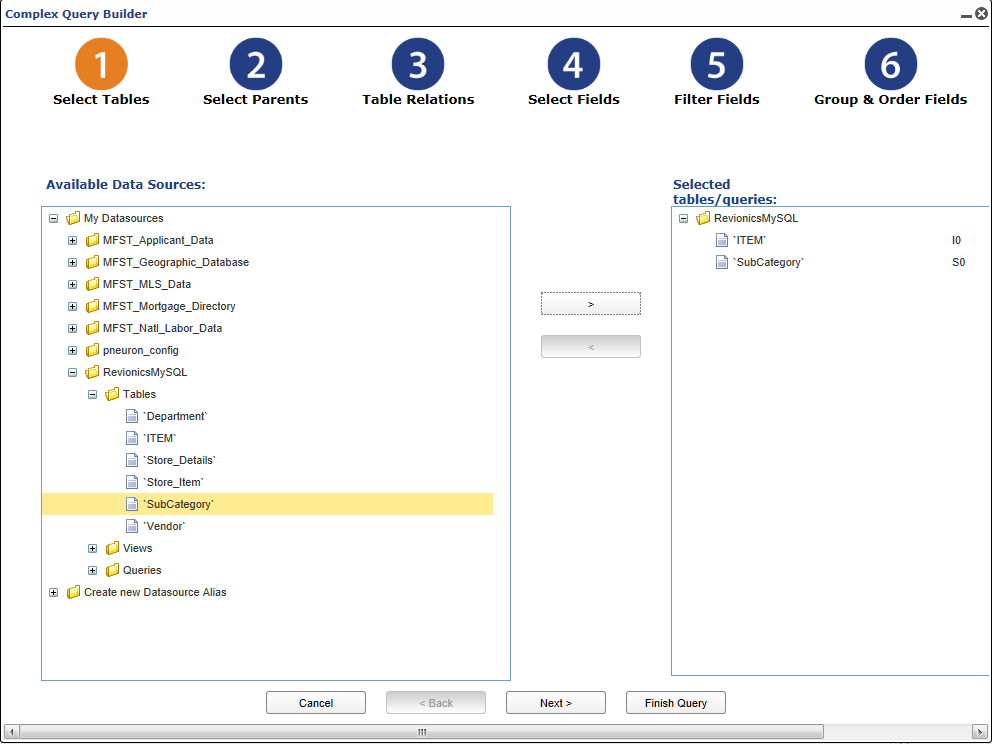 Complex Query Builder
1 2 3 4 5 6
Select Tables Select Parents Table Relations Select Fields Filter Fields Group & Order Fields
Available Data Sources:
My Datasources
MFST_Applicant_Data
MFST_Geographic_Database
MFST_MLS_Data
MFST_Mortgage_Directory
MFST_Natl_Labor_Data
pneuron_config
RevionicsMySQL
Tables
`Department`
`ITEM`
`Store_Details`
`Store_Item`
`SubCategory`
`Vendor`
Views
Queries
Create new Datasource Alias
>
<
Selected
tables/queries:
RevionicsMySQL
`ITEM` I0
`SubCategory` S0
Cancel < Back Next > Finish Query